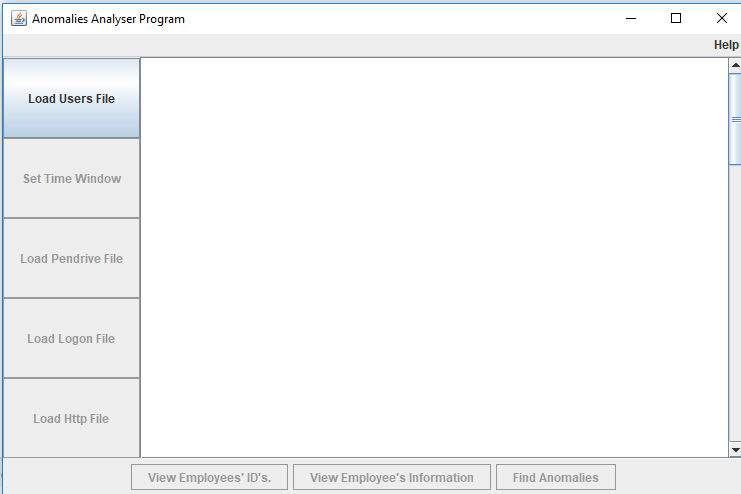 Anomalies Analyser Program
Help
Load Users File
Set Time Window
Load Pendrive File
Load Logon File
Load Http File
View Employees' ID's. View Employee's Information Find Anomalies